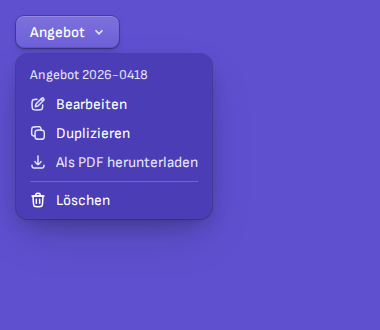 Angebot
Angebot 2026-0418
Bearbeiten
Duplizieren
Als PDF herunterladen
Löschen